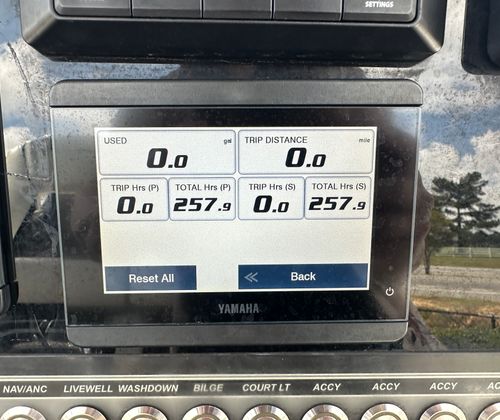 SETTINGS
USED gal TRIP DISTANCE mile
0.0 0.0
TRIP Hrs (P) TOTAL Hrs (P) TRIP Hrs (S) TOTAL Hrs (S)
0.0 257.9 0.0 257.9
Reset All Back
YAMAHA
NAV/ANC LIVEWELL WASHDOWN BILGE COURT LT ACCY ACCY ACCY